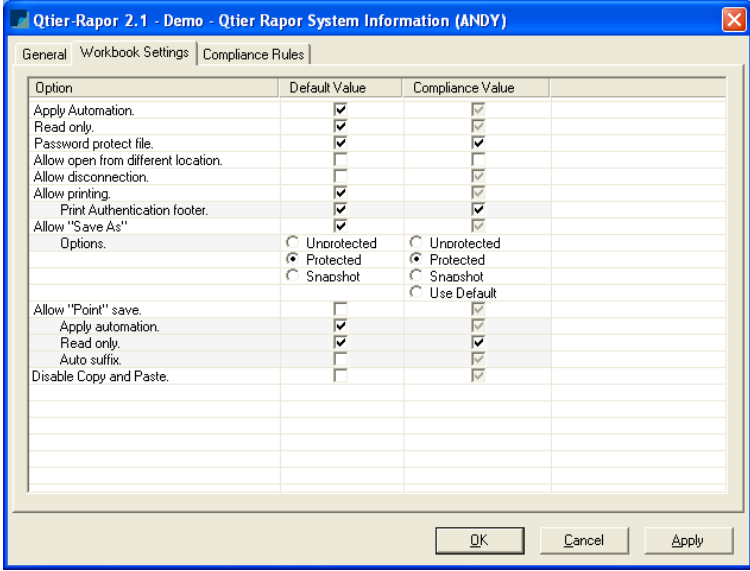 Qtier-Rapor 2.1 - Demo - Qtier Rapor System Information (ANDY)
General Workbook Settings Compliance Rules
Option Default Value Compliance Value
Apply Automation.
Read only.
Password protect file.
Allow open from different location.
Allow disconnection.
Allow printing.
Print Authentication footer.
Allow "Save As"
Options. Unprotected Unprotected
Protected Protected
Snapshot Snapshot
Use Default
Allow "Point" save.
Apply automation.
Read only.
Auto suffix.
Disable Copy and Paste.
OK Cancel Apply